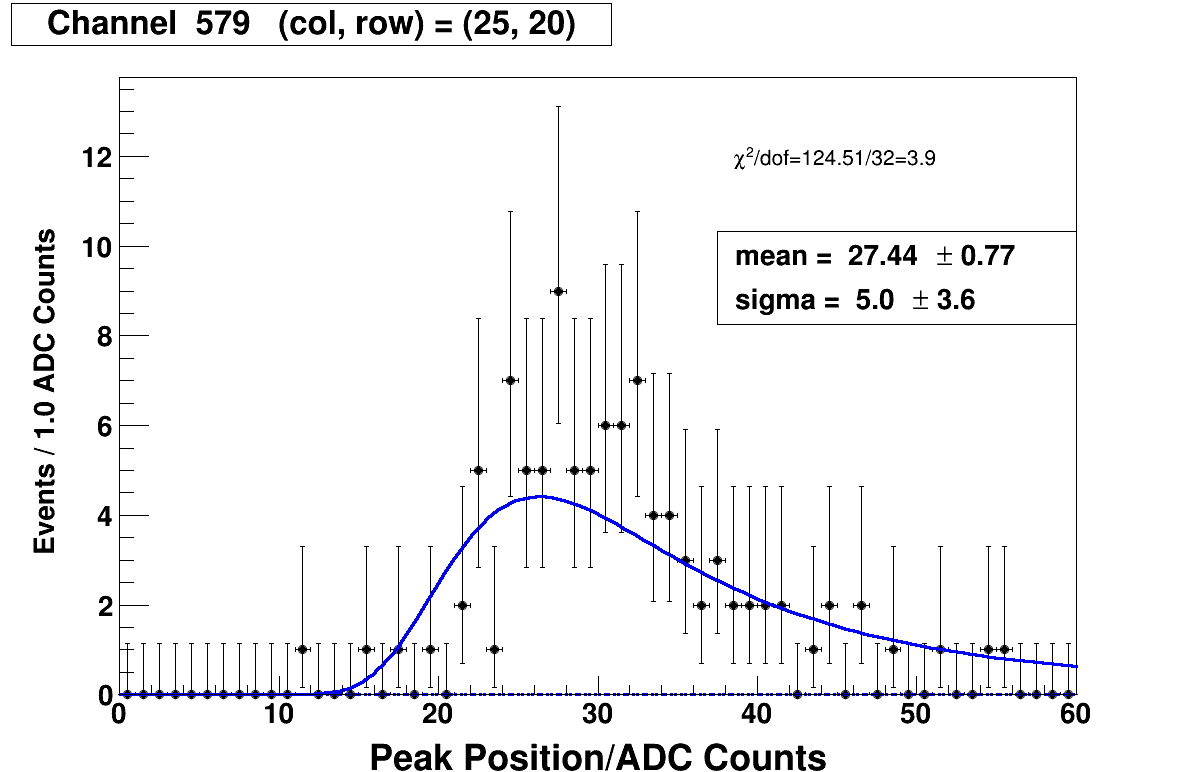 Channel 579 (col, row) = (25, 20)
χ²/dof=124.51/32=3.9
mean = 27.44 ± 0.77
sigma = 5.0 ± 3.6
Events / 1.0 ADC Counts
12
10
8
6
4
2
0
0 10 20 30 40 50 60
Peak Position/ADC Counts